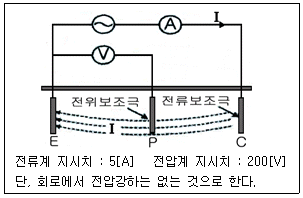 A
I
V
전위보조극
전류보조극
I
E
P
C
전류계 지시치 : 5[A] 전압계 지시치 : 200[V]
단, 회로에서 전압강하는 없는 것으로 한다.